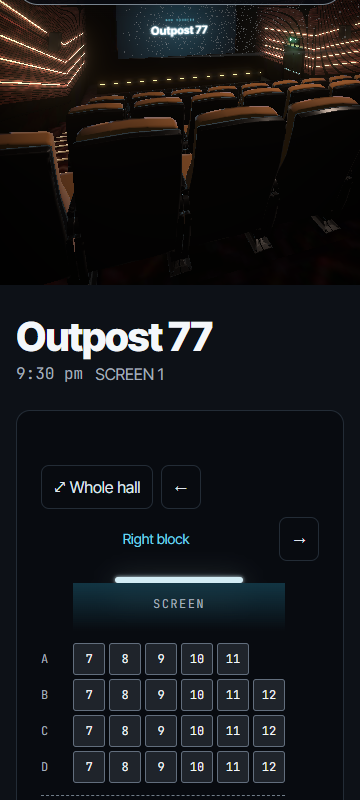 Outpost 77
Outpost 77
9:30 pm SCREEN 1
⤢ Whole hall ←
Right block →
SCREEN
A 7 8 9 10 11
B 7 8 9 10 11 12
C 7 8 9 10 11 12
D 7 8 9 10 11 12